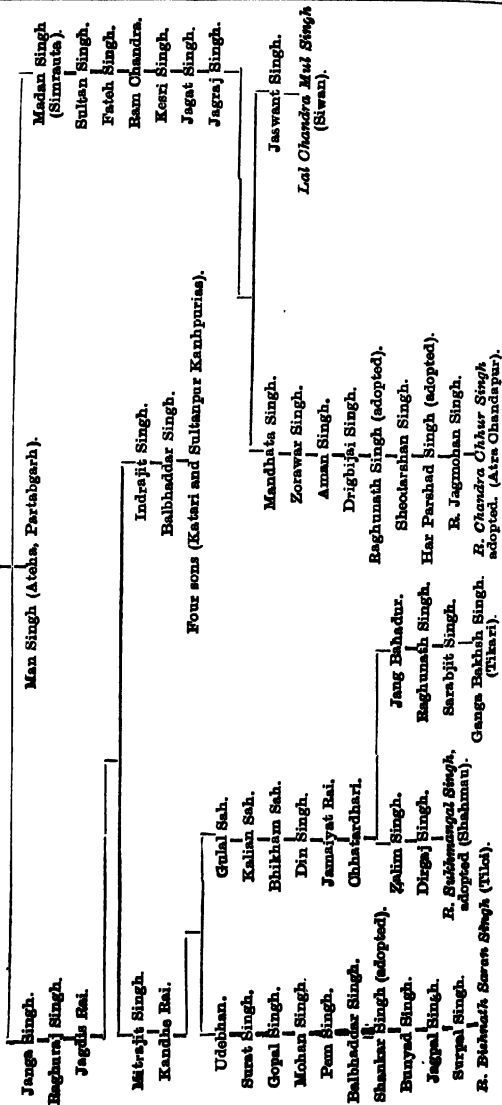 Man Singh (Ateha, Partabgarh).
Janga Singh.
Raghuraj Singh.
Jagdis Rai.
Madan Singh
(Simrauta).
Sultan Singh.
Fateh Singh.
Ram Chandra.
Kesri Singh.
Jagat Singh.
Jagraj Singh.
Mitrajit Singh.
Kandhe Rai.
Indrajit Singh.
Balbhaddar Singh.
Four sons (Katari and Sultanpur Kanhpurias).
Udebhan.
Surat Singh.
Gopal Singh.
Mohan Singh.
Pem Singh.
Balbhaddar Singh.
Shankar Singh (adopted).
Bunyad Singh.
Jagpal Singh.
Surpal Singh.
R. Bishnath Saran Singh (Tiloi).
Gulal Sah.
Kalian Sah.
Bhikham Sah.
Din Singh.
Jamaiyat Rai.
Chhatardhari.
Zalim Singh.
Dirgaj Singh.
R. Sukhmangal Singh,
adopted (Shahmau).
Jang Bahadur.
Raghunath Singh.
Sarabjit Singh.
Ganga Bakhsh Singh.
(Tikari).
Mandhata Singh.
Zorawar Singh.
Aman Singh.
Drigbijai Singh.
Raghunath Singh (adopted).
Sheodarshan Singh.
Har Parshad Singh (adopted).
R. Jagmohan Singh.
R. Chandra Chhur Singh
adopted, (Atra Chandapur).
Jaswant Singh.
Lal Chandra Mul Singh
(Siwan).